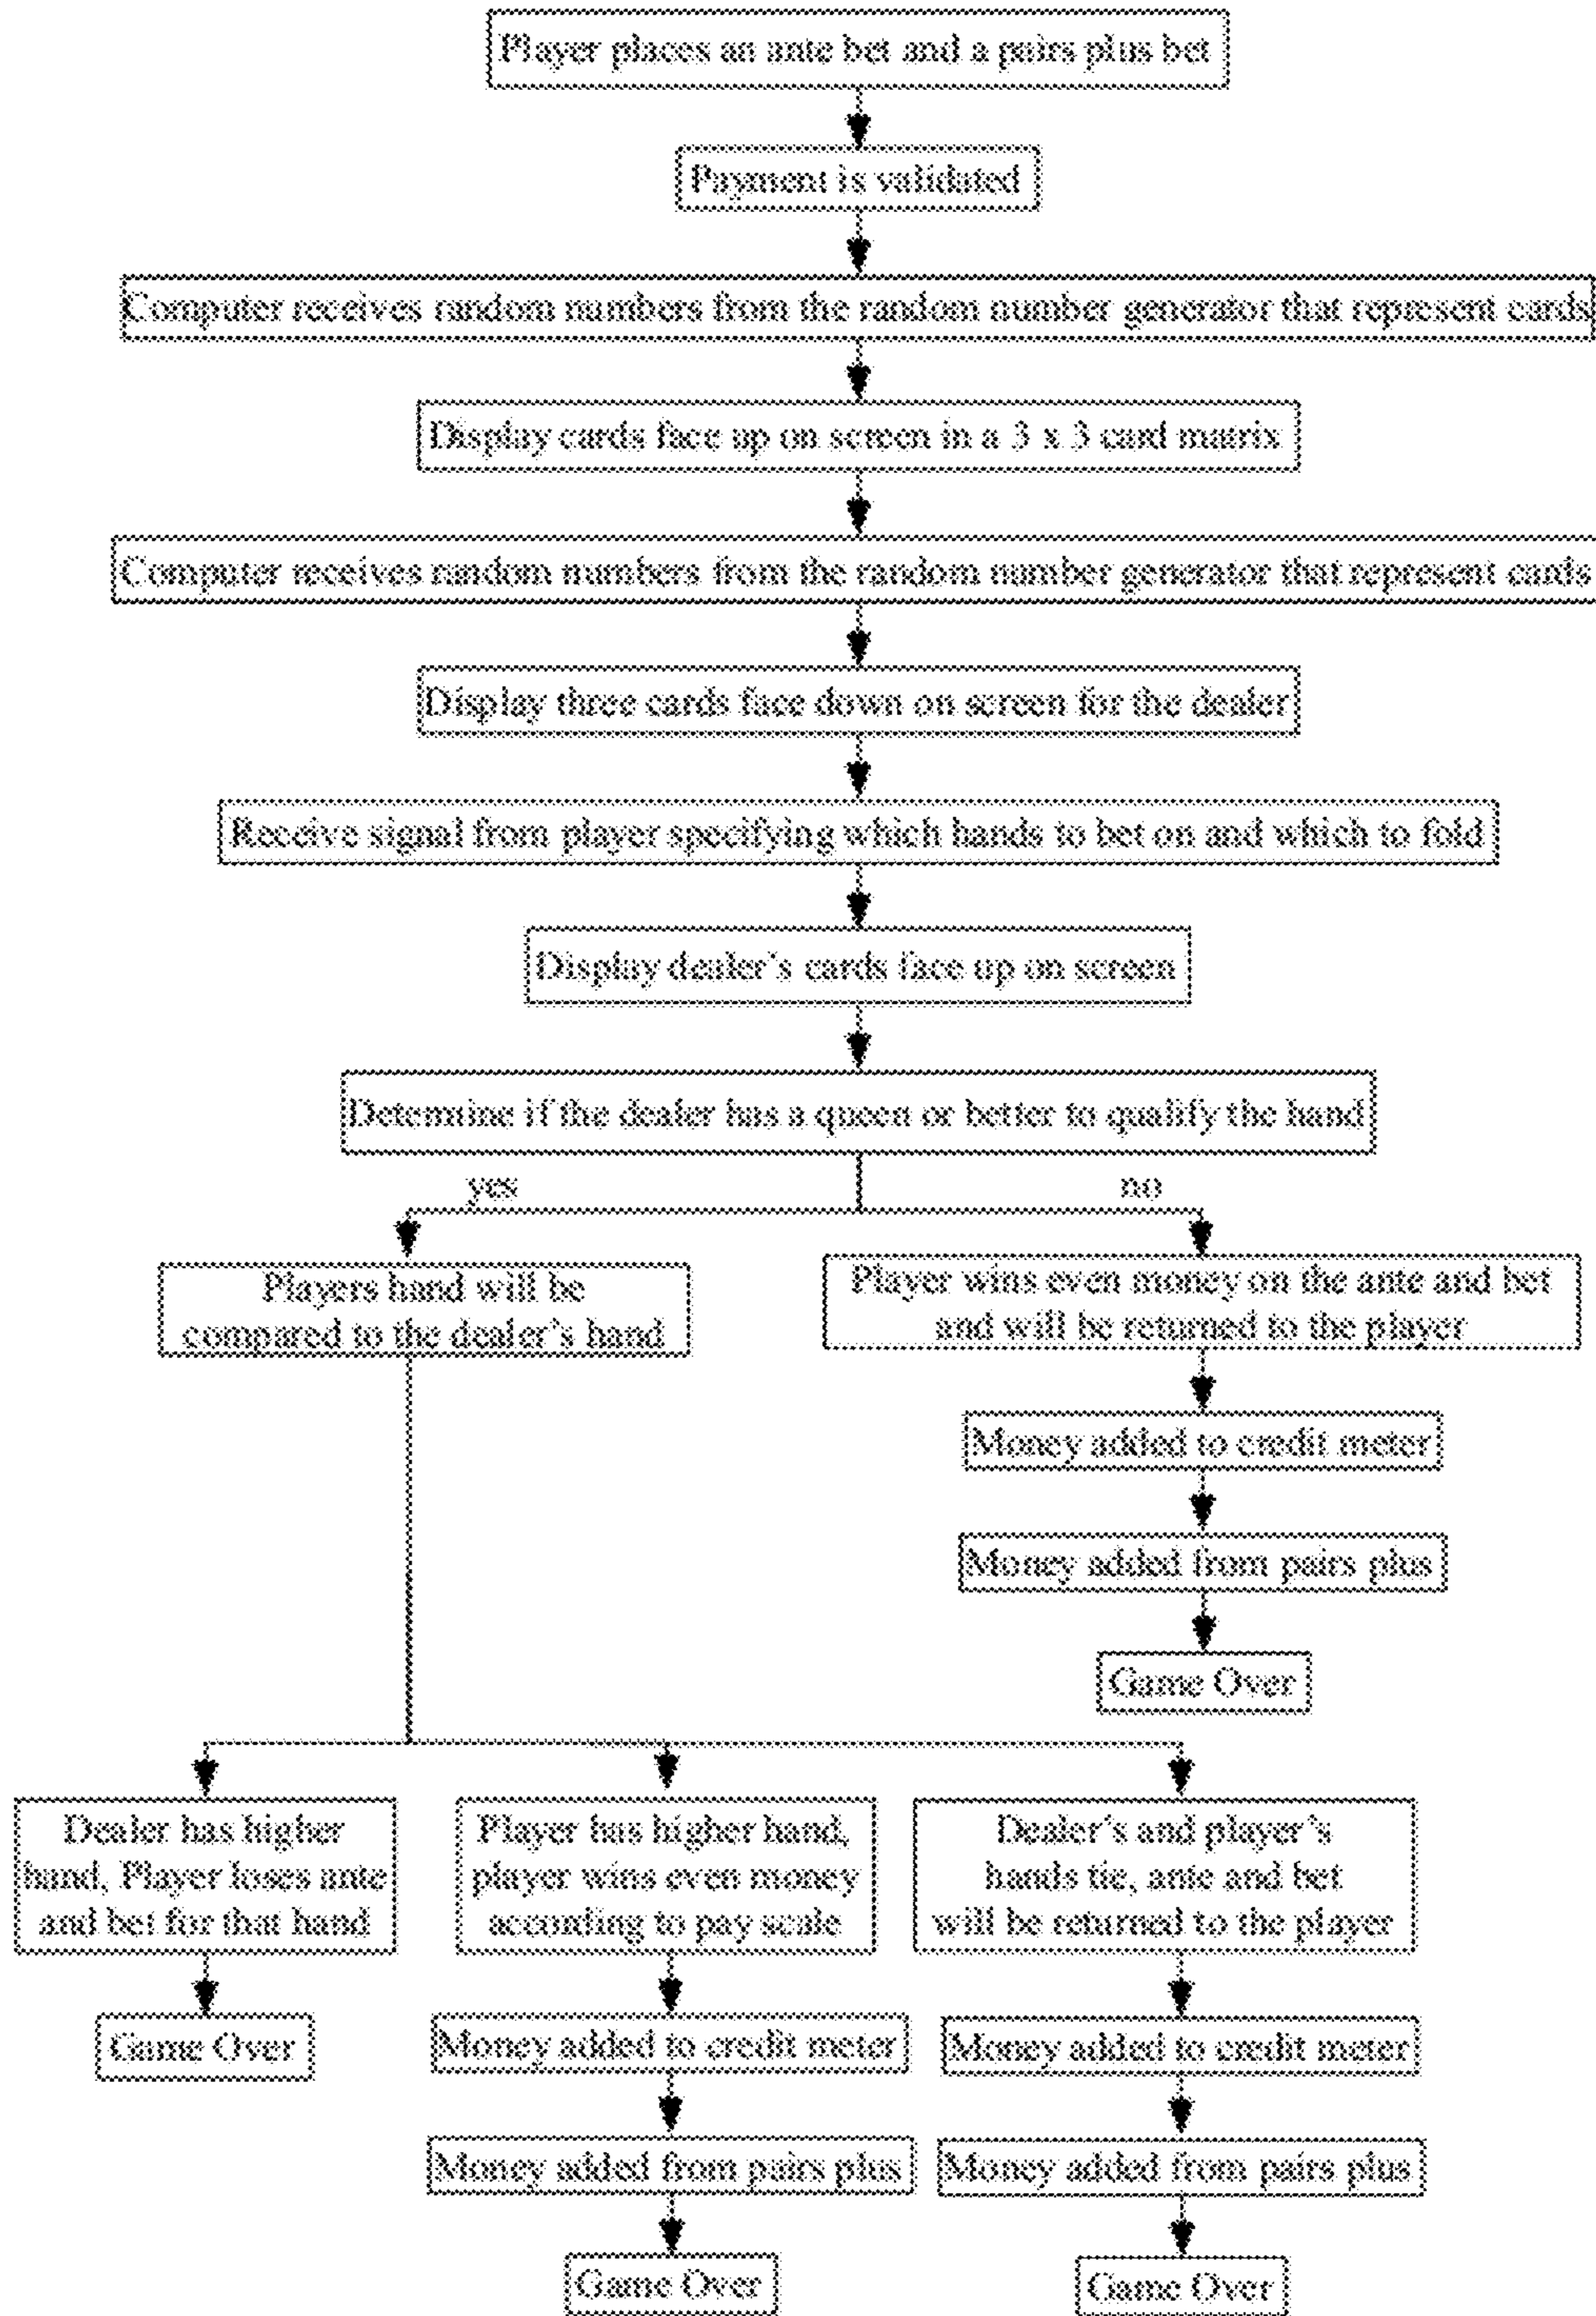 Player places an ante bet and a pairs plus bet
Payment is validated
Computer receives random numbers from the random number generator that represent cards
Display cards face up on screen in a 3 x 3 card matrix
Computer receives random numbers from the random number generator that represent cards
Display three cards face down on screen for the dealer
Receive signal from player specifying which hands to bet on and which to fold
Display dealer's cards face up on screen
Determine if the dealer has a queen or better to qualify the hand
yes
no
Players hand will be
compared to the dealer's hand
Player wins even money on the ante and bet
and will be returned to the player
Money added to credit meter
Money added from pairs plus
Game Over
Dealer has higher
hand, Player loses ante
and bet for that hand
Game Over
Player has higher hand,
player wins even money
according to pay scale
Money added to credit meter
Money added from pairs plus
Game Over
Dealer's and player's
hands tie, ante and bet
will be returned to the player
Money added to credit meter
Money added from pairs plus
Game Over